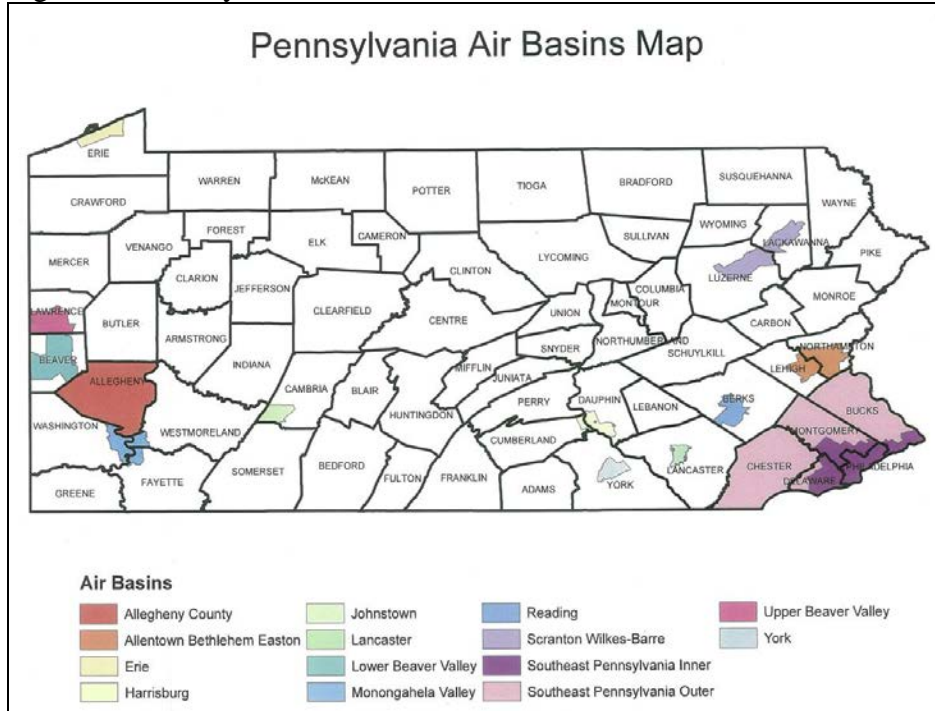 Pennsylvania Air Basins Map
ERIE
WARREN
McKEAN
POTTER
TIOGA
BRADFORD
SUSQUEHANNA
WAYNE
CRAWFORD
FOREST
ELK
CAMERON
WYOMING
LACKAWANNA
SULLIVAN
PIKE
VENANGO
MERCER
CLARION
JEFFERSON
CLINTON
LYCOMING
LUZERNE
COLUMBIA
MONTOUR
MONROE
LAWRENCE
BUTLER
CLEARFIELD
CENTRE
UNION
CARBON
ARMSTRONG
NORTHUMBERLAND
NORTHAMPTON
BEAVER
SNYDER
SCHUYLKILL
INDIANA
MIFFLIN
LEHIGH
ALLEGHENY
CAMBRIA
BLAIR
JUNIATA
DAUPHIN
BERKS
PERRY
LEBANON
BUCKS
HUNTINGDON
WASHINGTON
WESTMORELAND
MONTGOMERY
CUMBERLAND
SOMERSET
BEDFORD
LANCASTER
CHESTER
PHILADELPHIA
FULTON
FRANKLIN
YORK
DELAWARE
FAYETTE
ADAMS
GREENE
Air Basins
Allegheny County
Allentown Bethlehem Easton
Erie
Harrisburg
Johnstown
Lancaster
Lower Beaver Valley
Monongahela Valley
Reading
Scranton Wilkes-Barre
Southeast Pennsylvania Inner
Southeast Pennsylvania Outer
Upper Beaver Valley
York